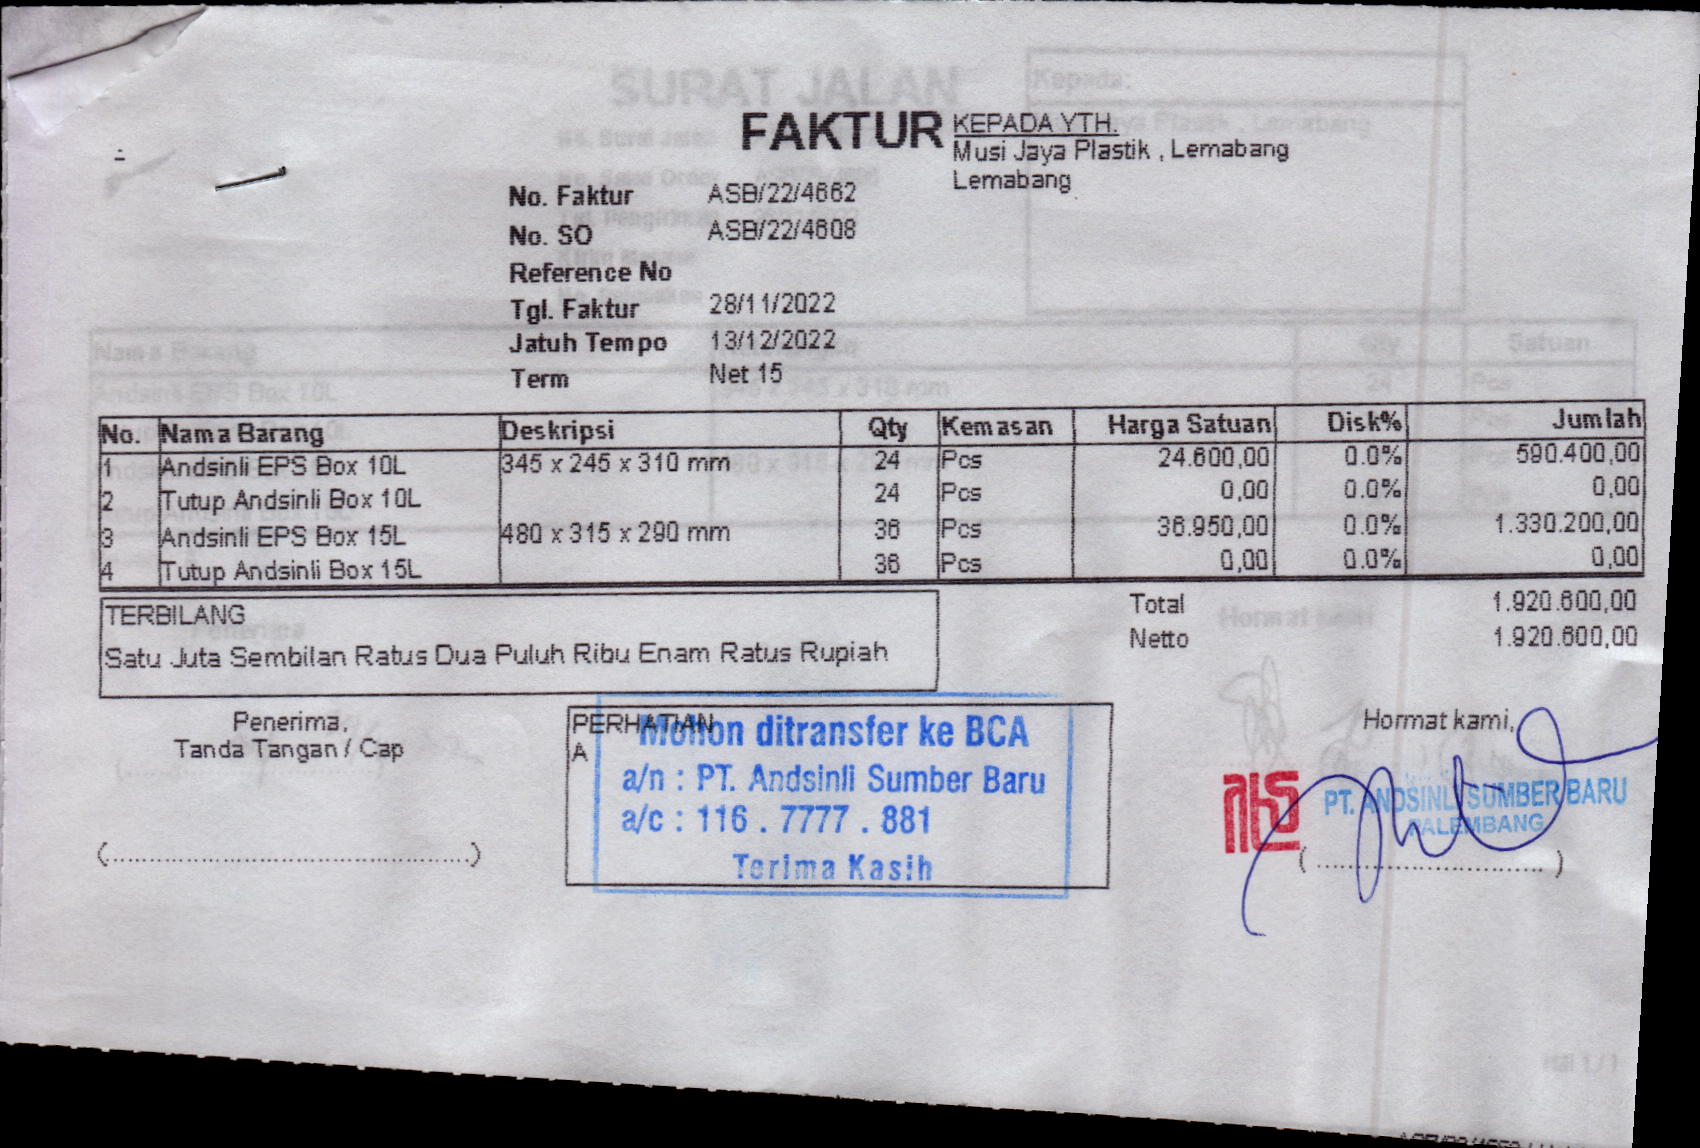 FAKTUR
KEPADA YTH.
Musi Jaya Plastik , Lemabang
Lemabang
No. Faktur ASB/22/4662
No. SO ASB/22/4608
Reference No
Tgl. Faktur 28/11/2022
Jatuh Tempo 13/12/2022
Term Net 15
No. Nama Barang Deskripsi Qty Kemasan Harga Satuan Disk% Jumlah
1 Andsinli EPS Box 10L 345 x 245 x 310 mm 24 Pcs 24.600,00 0.0% 590.400,00
2 Tutup Andsinli Box 10L 24 Pcs 0,00 0.0% 0,00
3 Andsinli EPS Box 15L 480 x 315 x 290 mm 36 Pcs 36.950,00 0.0% 1.330.200,00
4 Tutup Andsinli Box 15L 36 Pcs 0,00 0.0% 0,00
TERBILANG
Satu Juta Sembilan Ratus Dua Puluh Ribu Enam Ratus Rupiah
Total 1.920.600,00
Netto 1.920.600,00
Penerima,
Tanda Tangan / Cap
PERHATIAN
A
Mohon ditransfer ke BCA
a/n : PT. Andsinli Sumber Baru
a/c : 116 . 7777 . 881
Terima Kasih
Hormat kami,
PT. ANDSINLI SUMBER BARU
PALEMBANG
SURAT JALAN
Kepada:
Hal 1 / 1